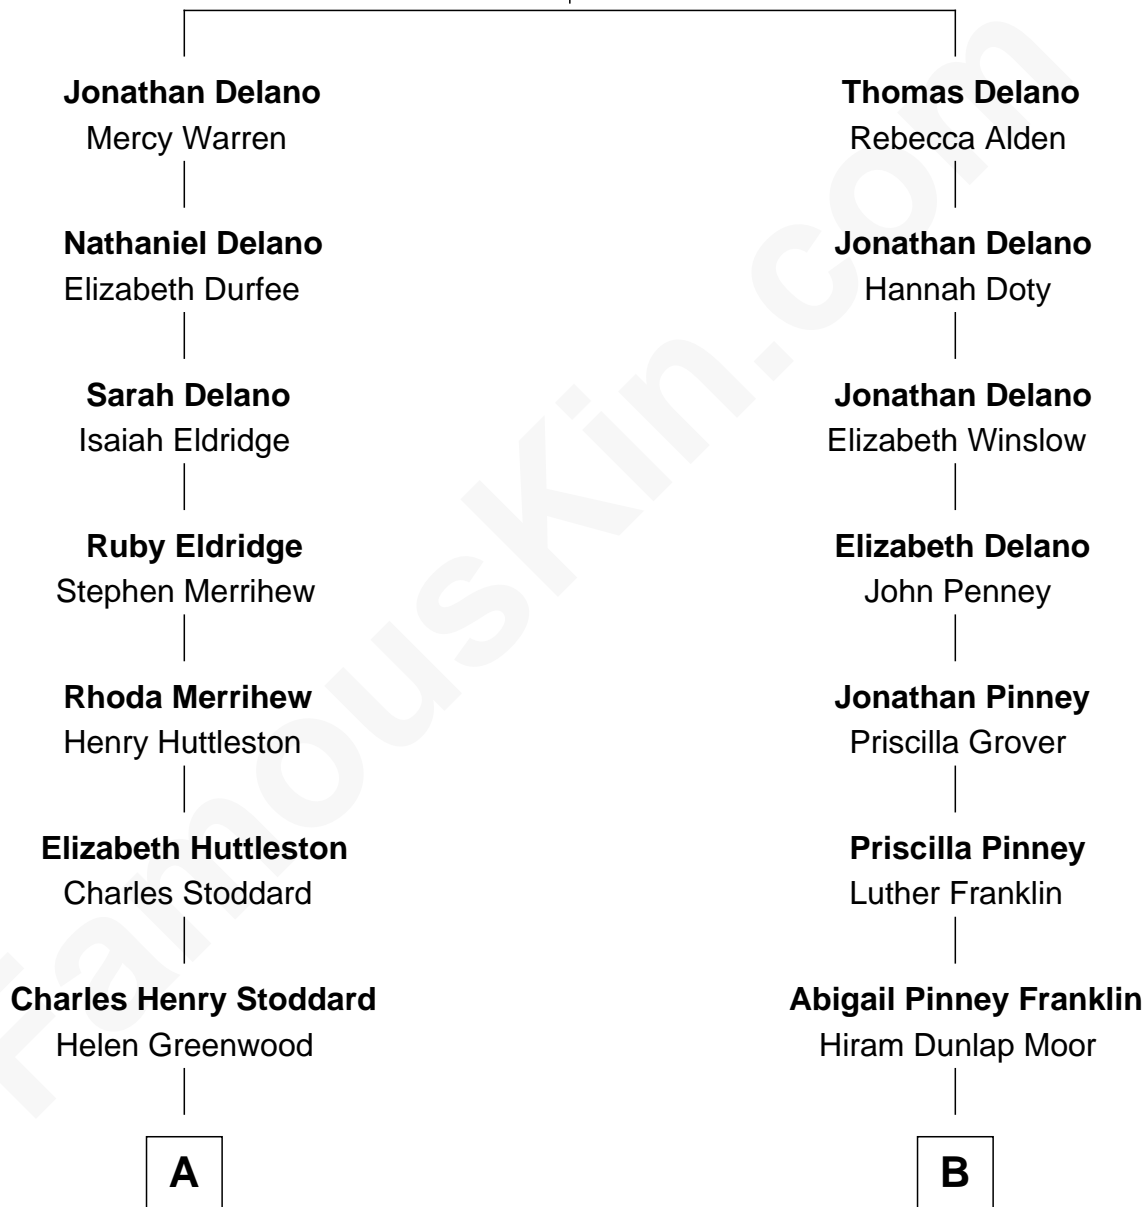 Jonathan Delano
Mercy Warren
Nathaniel Delano
Elizabeth Durfee
Sarah Delano
Isaiah Eldridge
Ruby Eldridge
Stephen Merrihew
Rhoda Merrihew
Henry Huttleston
Elizabeth Huttleston
Charles Stoddard
Charles Henry Stoddard
Helen Greenwood
A
Thomas Delano
Rebecca Alden
Jonathan Delano
Hannah Doty
Jonathan Delano
Elizabeth Winslow
Elizabeth Delano
John Penney
Jonathan Pinney
Priscilla Grover
Priscilla Pinney
Luther Franklin
Abigail Pinney Franklin
Hiram Dunlap Moor
B
FamousKin.com